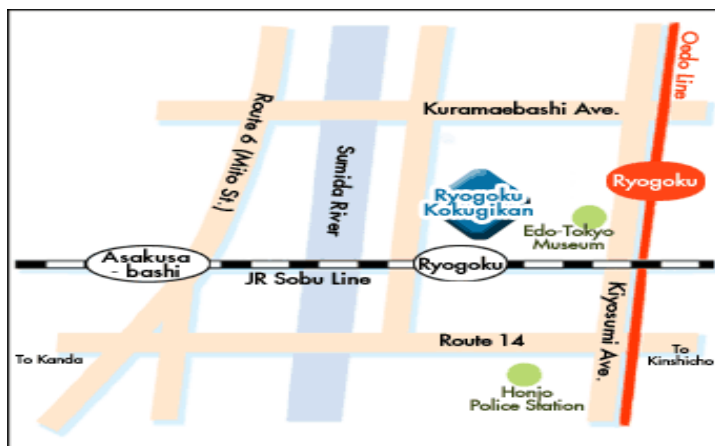 Oedo Line
Route 6 (Mito St.)
Kuramaebashi Ave.
Sumida River
Ryogoku
Ryogoku
Kokugikan
Edo-Tokyo
Museum
Asakusa
- bashi
JR Sobu Line
Ryogoku
Kiyosumi Ave.
Route 14
To Kanda
To
Kinshicho
Honjo
Police Station